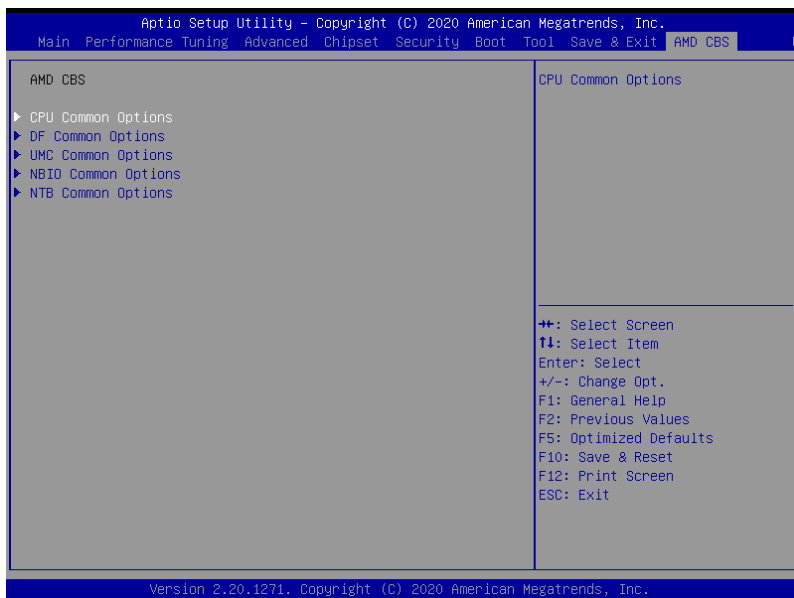 Aptio Setup Utility – Copyright (C) 2020 American Megatrends, Inc.
Main Performance Tuning Advanced Chipset Security Boot Tool Save & Exit AMD CBS
AMD CBS
CPU Common Options
DF Common Options
UMC Common Options
NBIO Common Options
NTB Common Options
CPU Common Options
→←: Select Screen
↑↓: Select Item
Enter: Select
+/-: Change Opt.
F1: General Help
F2: Previous Values
F5: Optimized Defaults
F10: Save & Reset
F12: Print Screen
ESC: Exit
Version 2.20.1271. Copyright (C) 2020 American Megatrends, Inc.